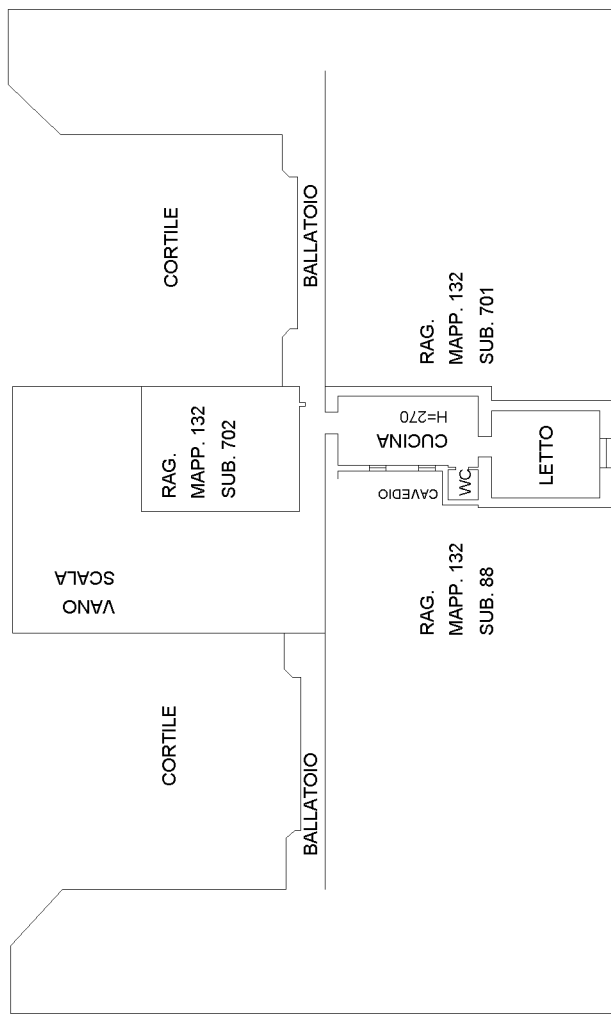 CORTILE
BALLATOIO
RAG.
MAPP. 132
SUB. 701
RAG.
MAPP. 132
SUB. 702
CUCINA
H=270
LETTO
WC
CAVEDIO
VANO
SCALA
RAG.
MAPP. 132
SUB. 88
CORTILE
BALLATOIO